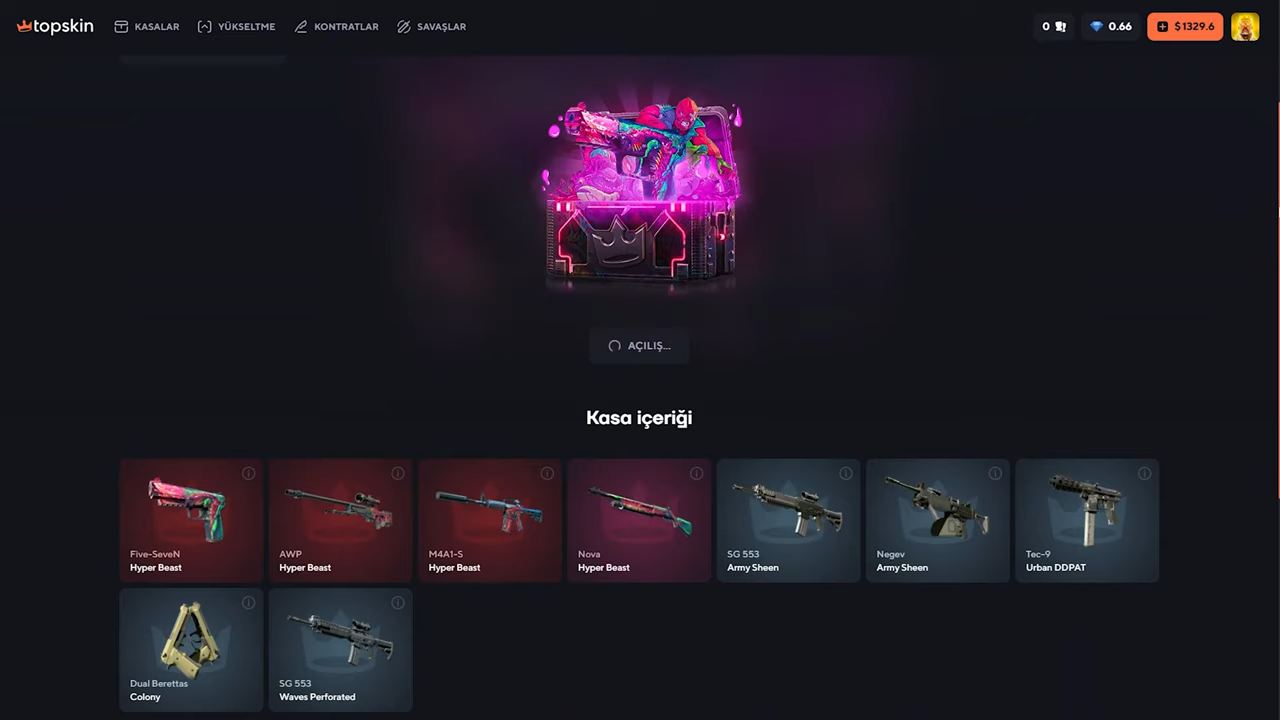 topskin
KASALAR
YÜKSELTME
KONTRATLAR
SAVAŞLAR
0
0.66
$1329.6
AÇILIŞ...
Kasa içeriği
Five-SeveN
Hyper Beast
AWP
Hyper Beast
M4A1-S
Hyper Beast
Nova
Hyper Beast
SG 553
Army Sheen
Negev
Army Sheen
Tec-9
Urban DDPAT
Dual Berettas
Colony
SG 553
Waves Perforated